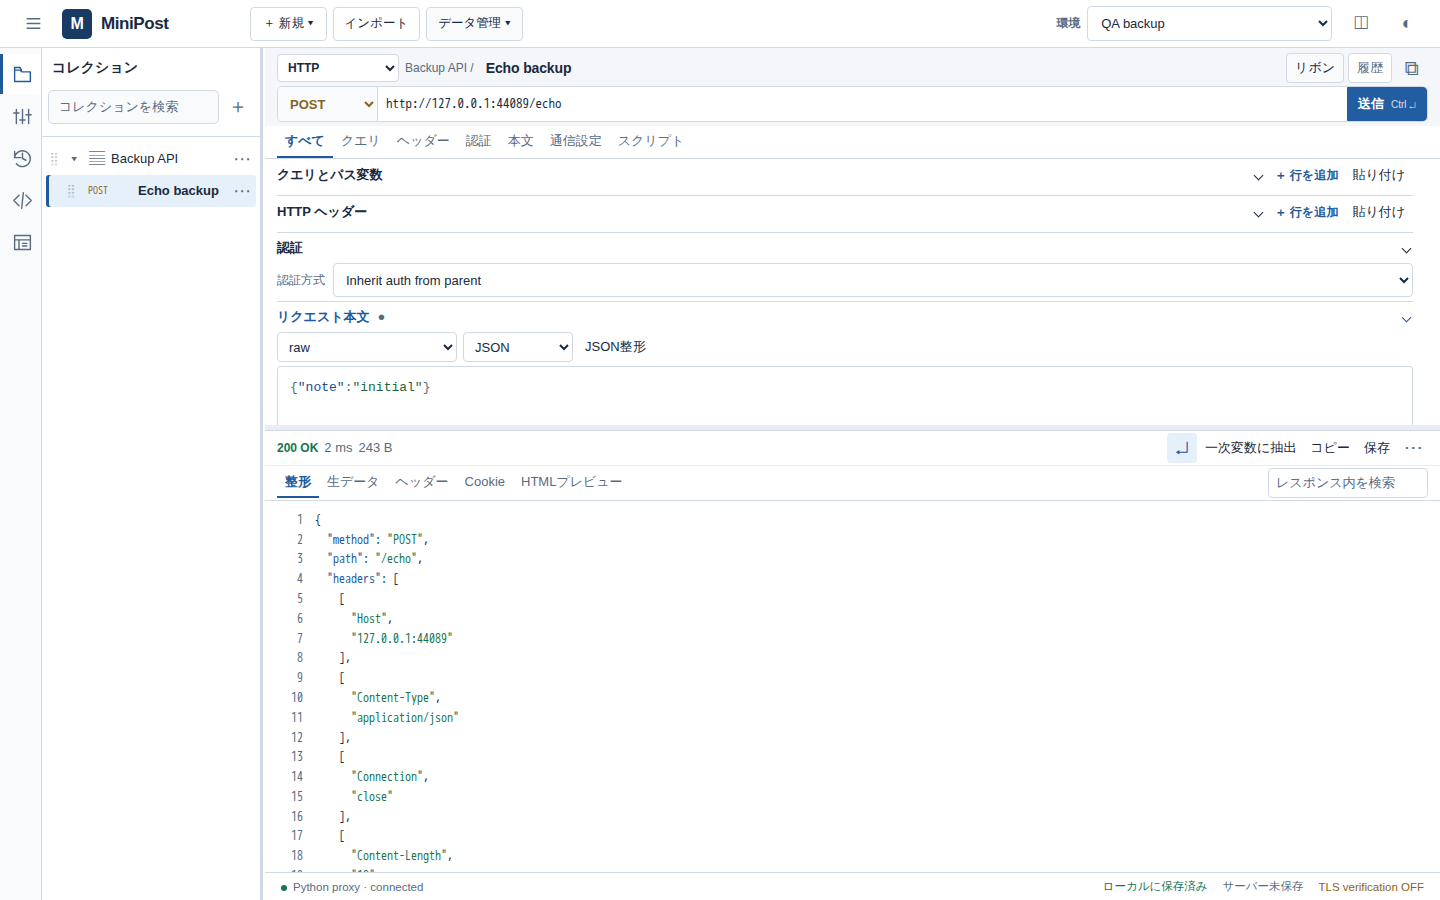 M MiniPost ＋ 新規 ▾ インポート データ管理 ▾ 環境 QA backup
コレクション
コレクションを検索 ＋
▾ Backup API ···
POST Echo backup ···
HTTP Backup API / Echo backup リボン 履歴
POST http://127.0.0.1:44089/echo 送信 Ctrl
すべて クエリ ヘッダー 認証 本文 通信設定 スクリプト
クエリとパス変数 + 行を追加 貼り付け
HTTP ヘッダー + 行を追加 貼り付け
認証
認証方式 Inherit auth from parent
リクエスト本文 ●
raw JSON JSON整形
{"note":"initial"}
200 OK 2 ms 243 B 一次変数に抽出 コピー 保存 ···
整形 生データ ヘッダー Cookie HTMLプレビュー レスポンス内を検索
1 {
2 "method": "POST",
3 "path": "/echo",
4 "headers": [
5 [
6 "Host",
7 "127.0.0.1:44089"
8 ],
9 [
10 "Content-Type",
11 "application/json"
12 ],
13 [
14 "Connection",
15 "close"
16 ],
17 [
18 "Content-Length",
Python proxy · connected ローカルに保存済み サーバー未保存 TLS verification OFF